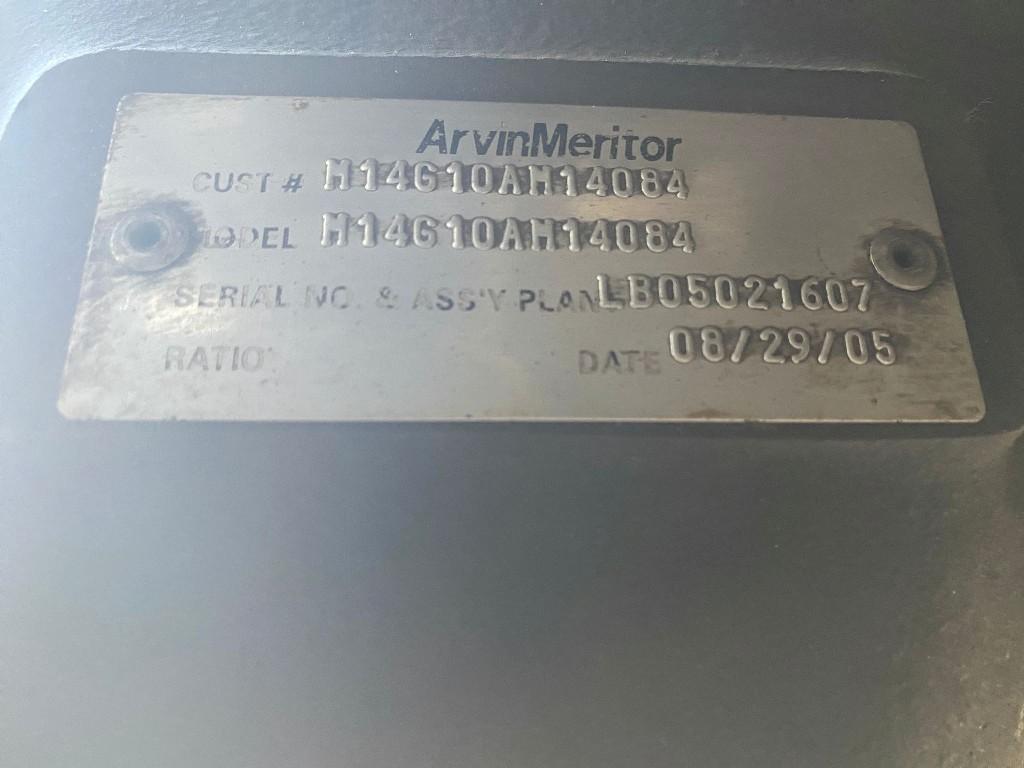 ArvinMeritor
CUST # M14G10AM14084
MODEL M14G10AM14084
SERIAL NO. & ASS'Y PLANT LB05021607
RATIO DATE 08/29/05